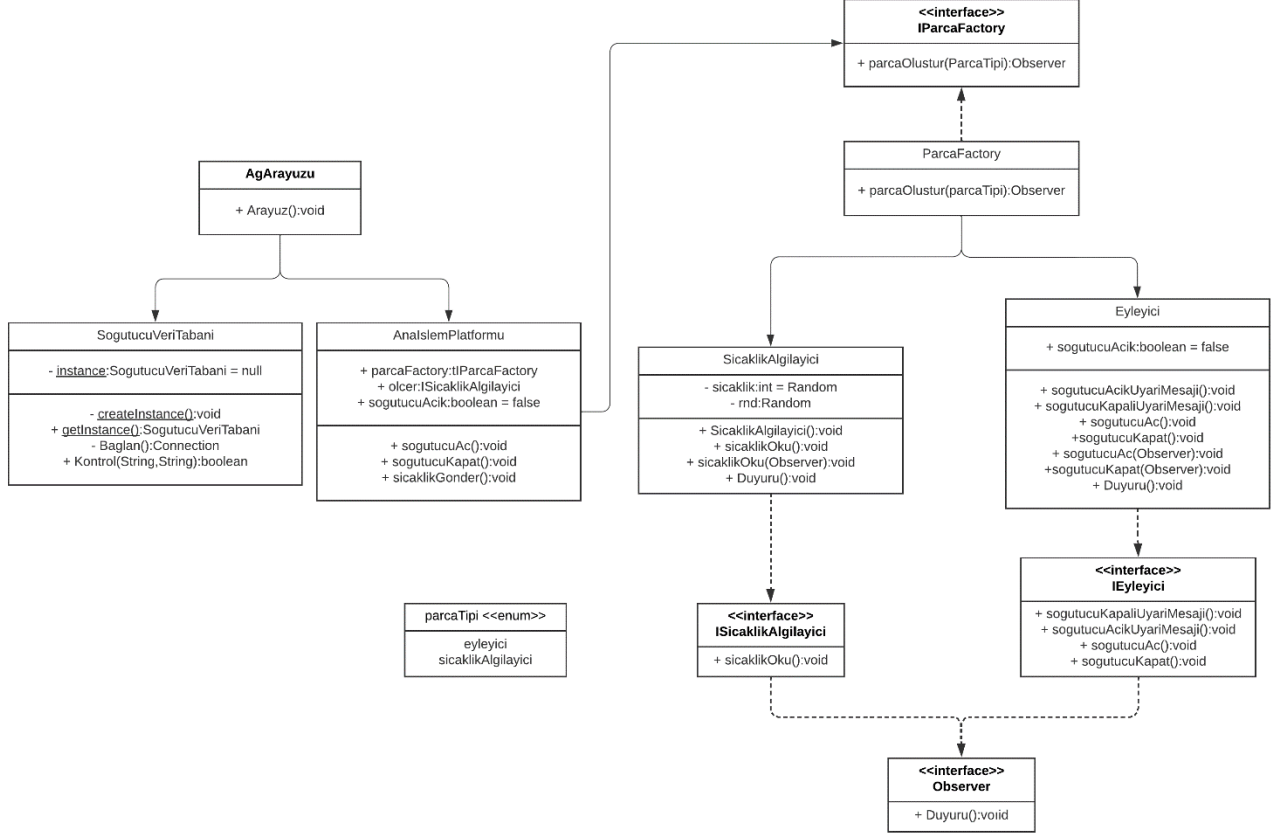 <<interface>>
IParcaFactory
+ parcaOlustur(ParcaTipi):Observer
ParcaFactory
+ parcaOlustur(parcaTipi):Observer
AgArayuzu
+ Arayuz():void
SogutucuVeriTabani
- instance:SogutucuVeriTabani = null
- createInstance():void
+ getInstance():SogutucuVeriTabani
- Baglan():Connection
+ Kontrol(String,String):boolean
AnaIslemPlatformu
+ parcaFactory:tIParcaFactory
+ olcer:ISicaklikAlgilayici
+ sogutucuAcik:boolean = false
+ sogutucuAc():void
+ sogutucuKapat():void
+ sicaklikGonder():void
SicaklikAlgilayici
- sicaklik:int = Random
- rnd:Random
+ SicaklikAlgilayici():void
+ sicaklikOku():void
+ sicaklikOku(Observer):void
+ Duyuru():void
Eyleyici
+ sogutucuAcik:boolean = false
+ sogutucuAcikUyariMesaji():void
+ sogutucuKapaliUyariMesaji():void
+ sogutucuAc():void
+sogutucuKapat():void
+ sogutucuAc(Observer):void
+sogutucuKapat(Observer):void
+ Duyuru():void
parcaTipi <<enum>>
eyleyici
sicaklikAlgilayici
<<interface>>
ISicaklikAlgilayici
+ sicaklikOku():void
<<interface>>
IEyleyici
+ sogutucuKapaliUyariMesaji():void
+ sogutucuAcikUyariMesaji():void
+ sogutucuAc():void
+ sogutucuKapat():void
<<interface>>
Observer
+ Duyuru():voıid